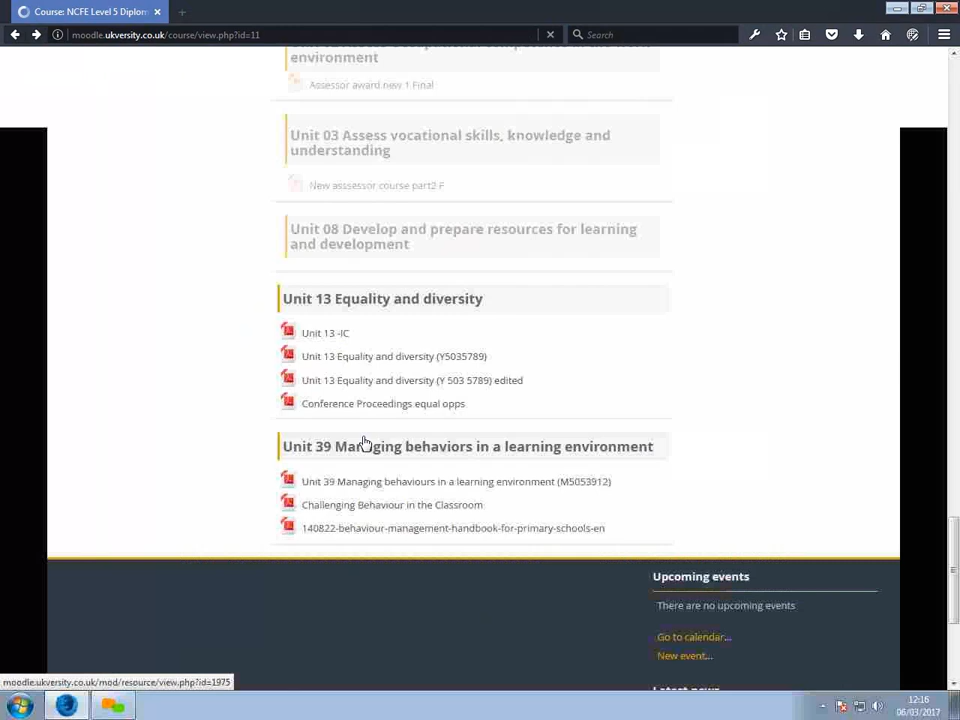 Course: NCFE Level 5 Diplom
moodle.ukversity.co.uk/course/view.php?id=11
Search
environment
Assessor award new 1 Final
Unit 03 Assess vocational skills, knowledge and
understanding
New asssessor course part2 F
Unit 08 Develop and prepare resources for learning
and development
Unit 13 Equality and diversity
Unit 13 -IC
Unit 13 Equality and diversity (Y5035789)
Unit 13 Equality and diversity (Y 503 5789) edited
Conference Proceedings equal opps
Unit 39 Managing behaviors in a learning environment
Unit 39 Managing behaviours in a learning environment (M5053912)
Challenging Behaviour in the Classroom
140822-behaviour-management-handbook-for-primary-schools-en
Upcoming events
There are no upcoming events
Go to calendar...
New event...
Latest news
moodle.ukversity.co.uk/mod/resource/view.php?id=1975
12:16
06/03/2017